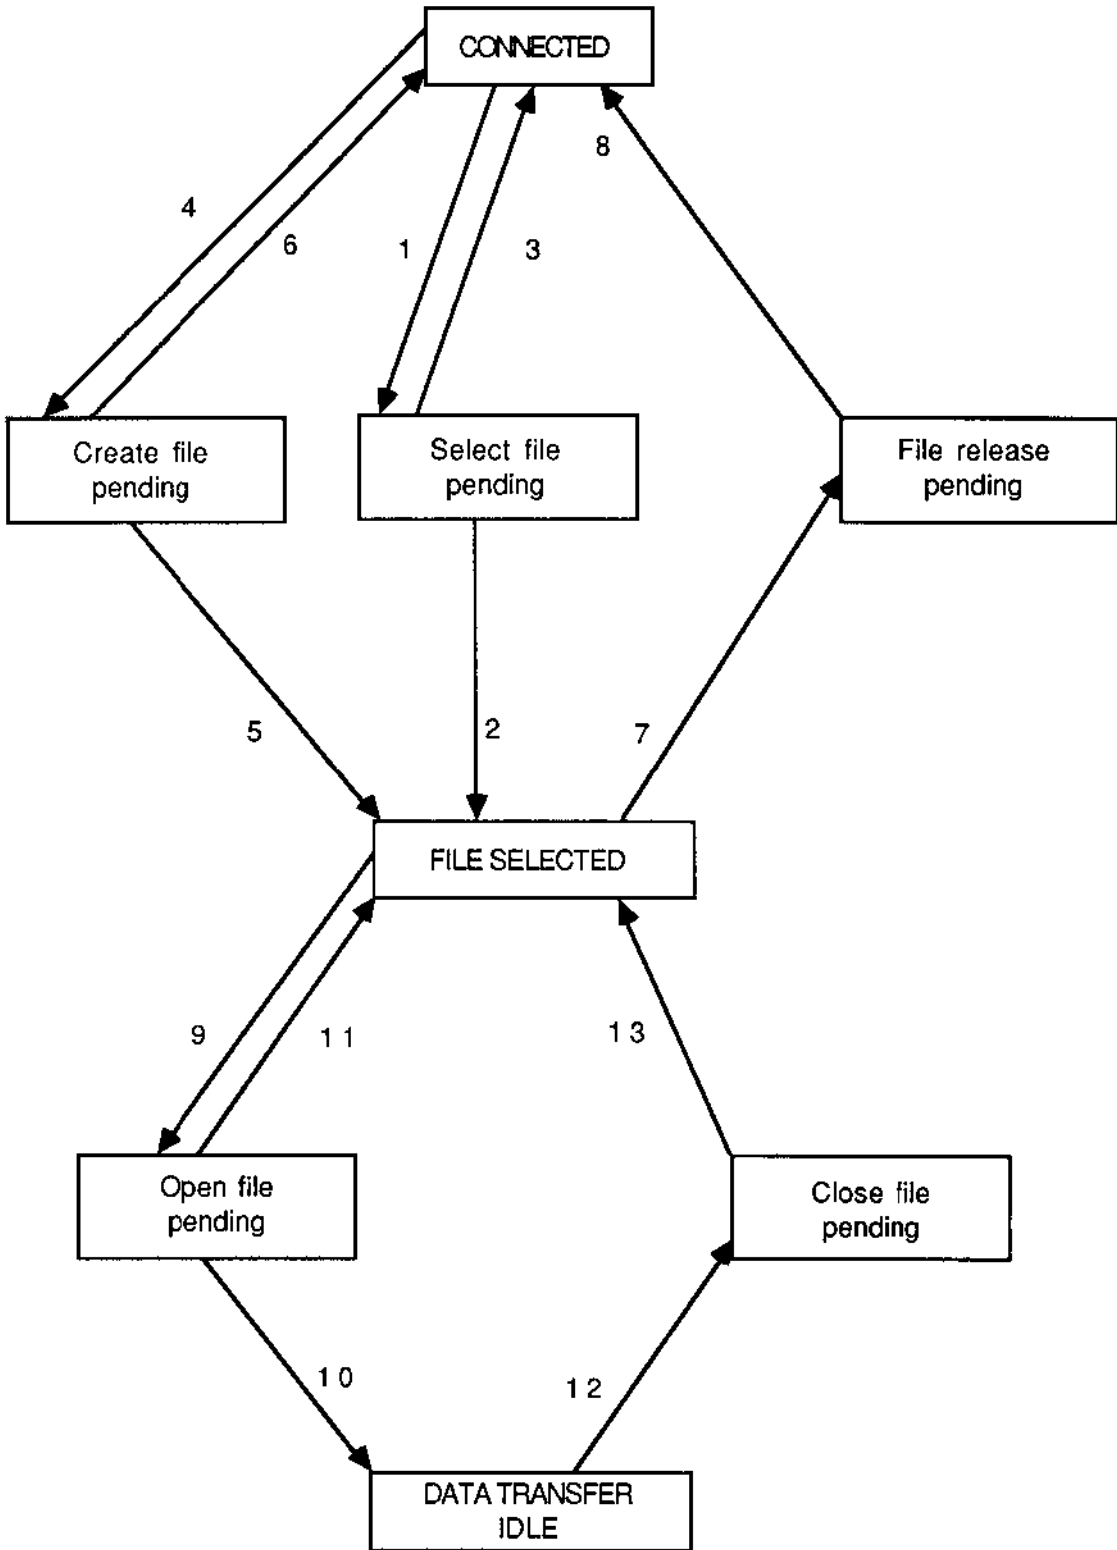 CONNECTED
8
4
6
1
3
Create file
pending
Select file
pending
File release
pending
5
2
7
FILE SELECTED
9
11
13
Open file
pending
Close file
pending
10
12
DATA TRANSFER
IDLE